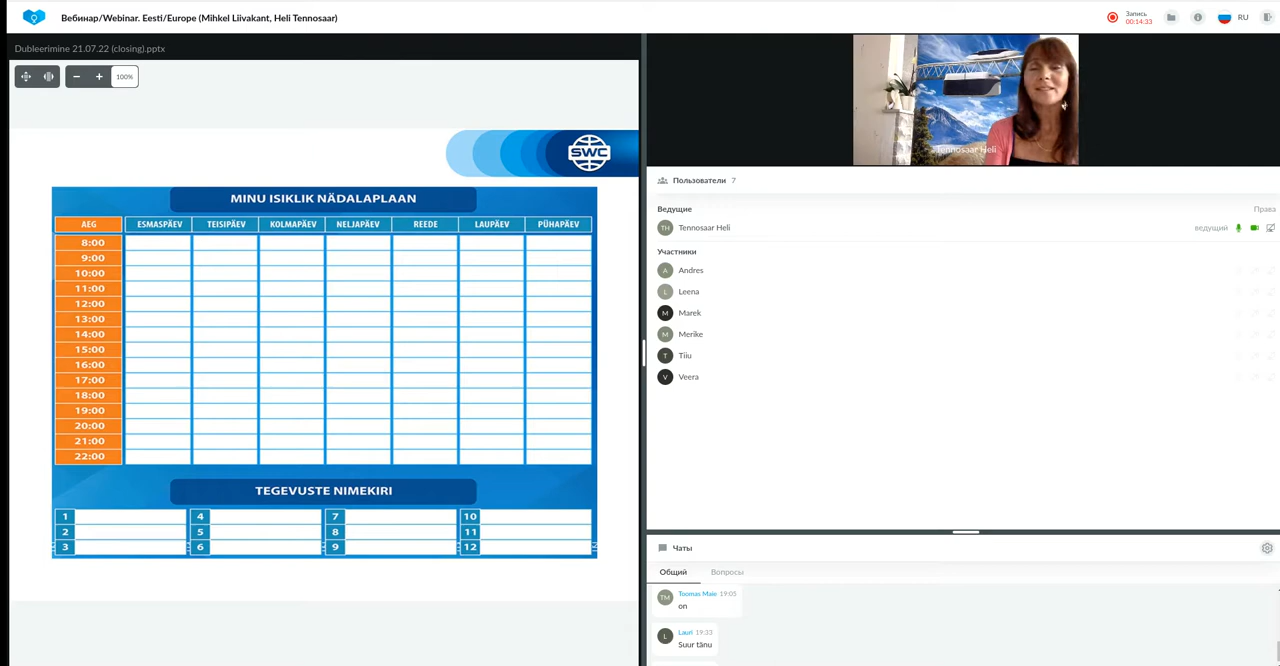 Вебинар/Webinar. Eesti/Europe (Mihkel Liivakant, Heli Tennosaar)
Запись
00:14:33
RU
Dubleerimine 21.07.22 (closing).pptx
100%
SWC
MINU ISIKLIK NÄDALAPLAAN
AEG ESMASPÄEV TEISIPÄEV KOLMAPÄEV NELJAPÄEV REEDE LAUPÄEV PÜHAPÄEV
8:00
9:00
10:00
11:00
12:00
13:00
14:00
15:00
16:00
17:00
18:00
19:00
20:00
21:00
22:00
TEGEVUSTE NIMEKIRI
1 4 7 10
2 5 8 11
3 6 9 12
Tennosaar Heli
Пользователи 7
Ведущие Права
TH Tennosaar Heli ведущий
Участники
A Andres
L Leena
M Marek
M Merike
T Tiiu
V Veera
Чаты
Общий Вопросы
TM Toomas Maie 19:05
on
L Lauri 19:33
Suur tänu